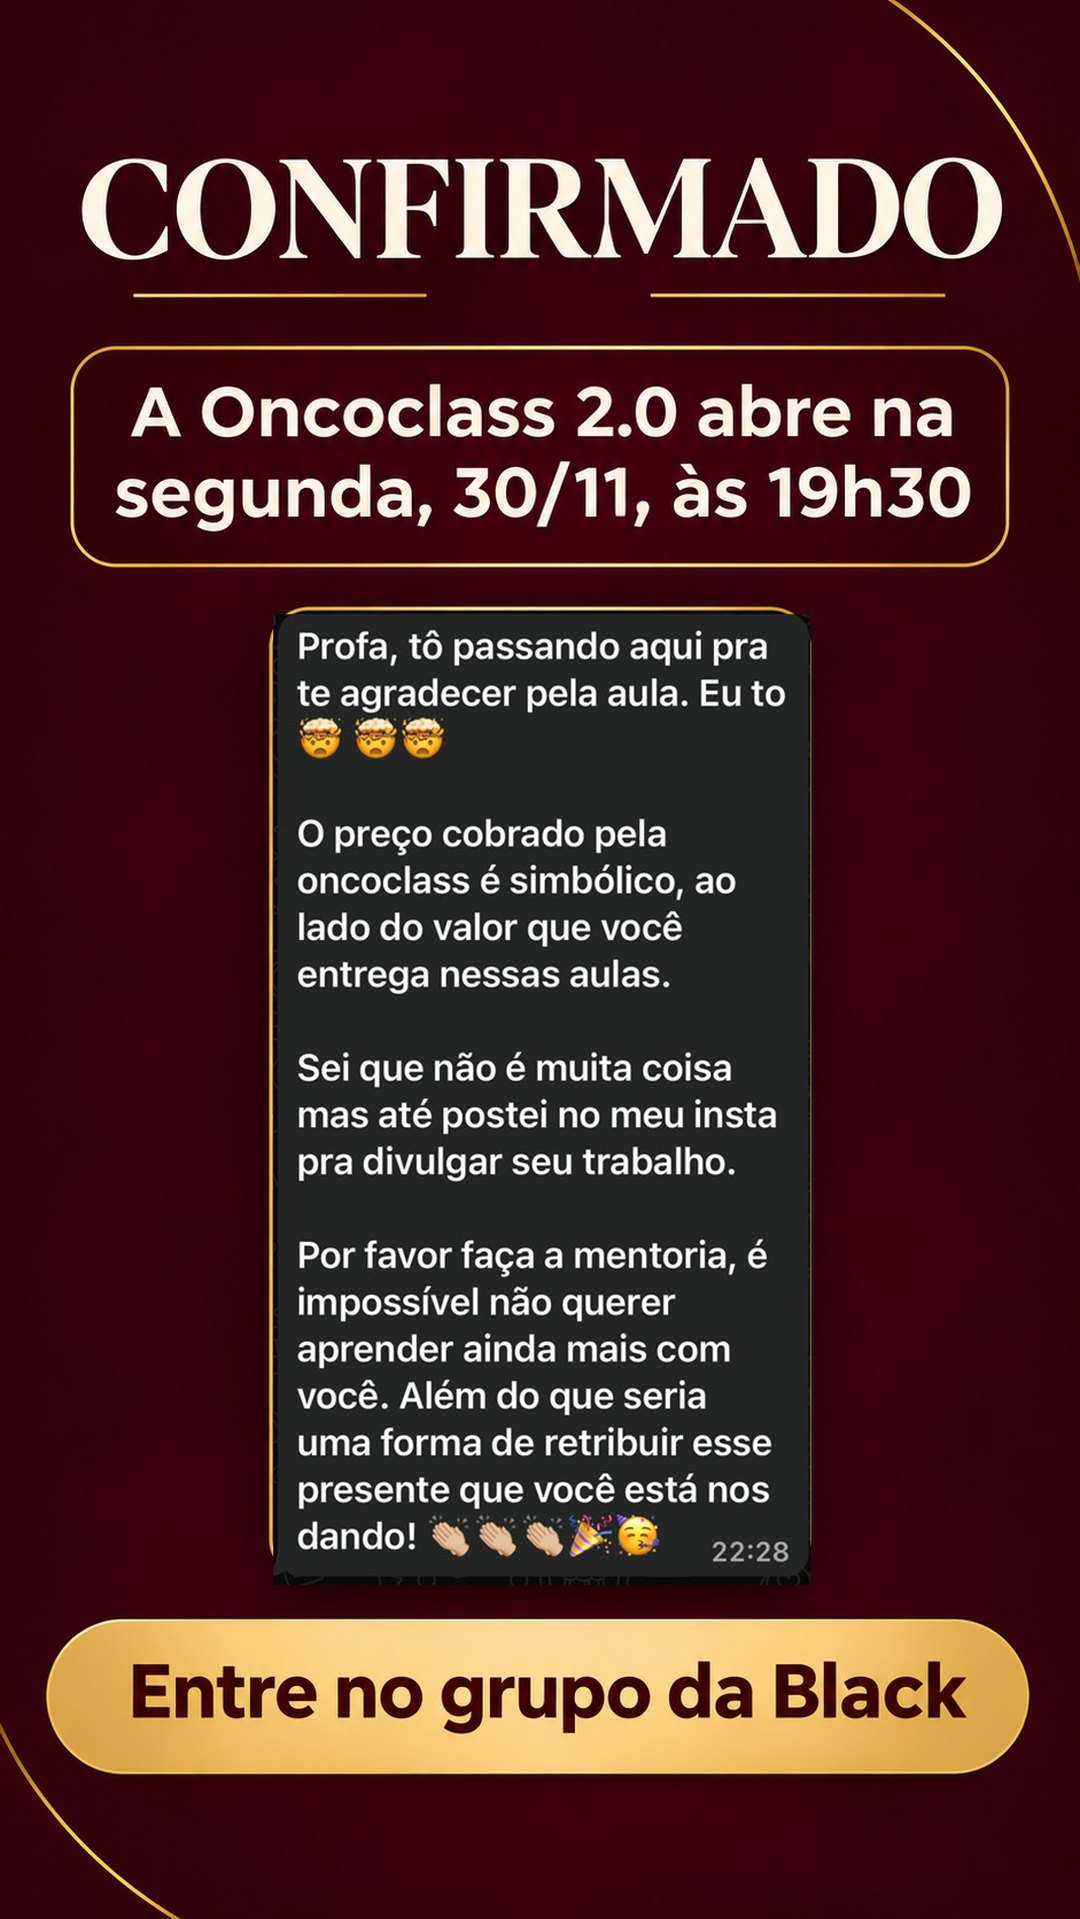 CONFIRMADO
A Oncoclass 2.0 abre na
segunda, 30/11, às 19h30
Profa, tô passando aqui pra
te agradecer pela aula. Eu to
🤯 🤯🤯
O preço cobrado pela
oncoclass é simbólico, ao
lado do valor que você
entrega nessas aulas.
Sei que não é muita coisa
mas até postei no meu insta
pra divulgar seu trabalho.
Por favor faça a mentoria, é
impossível não querer
aprender ainda mais com
você. Além do que seria
uma forma de retribuir esse
presente que você está nos
dando! 👏🏼👏🏼👏🏼🎉🥳
22:28
Entre no grupo da Black